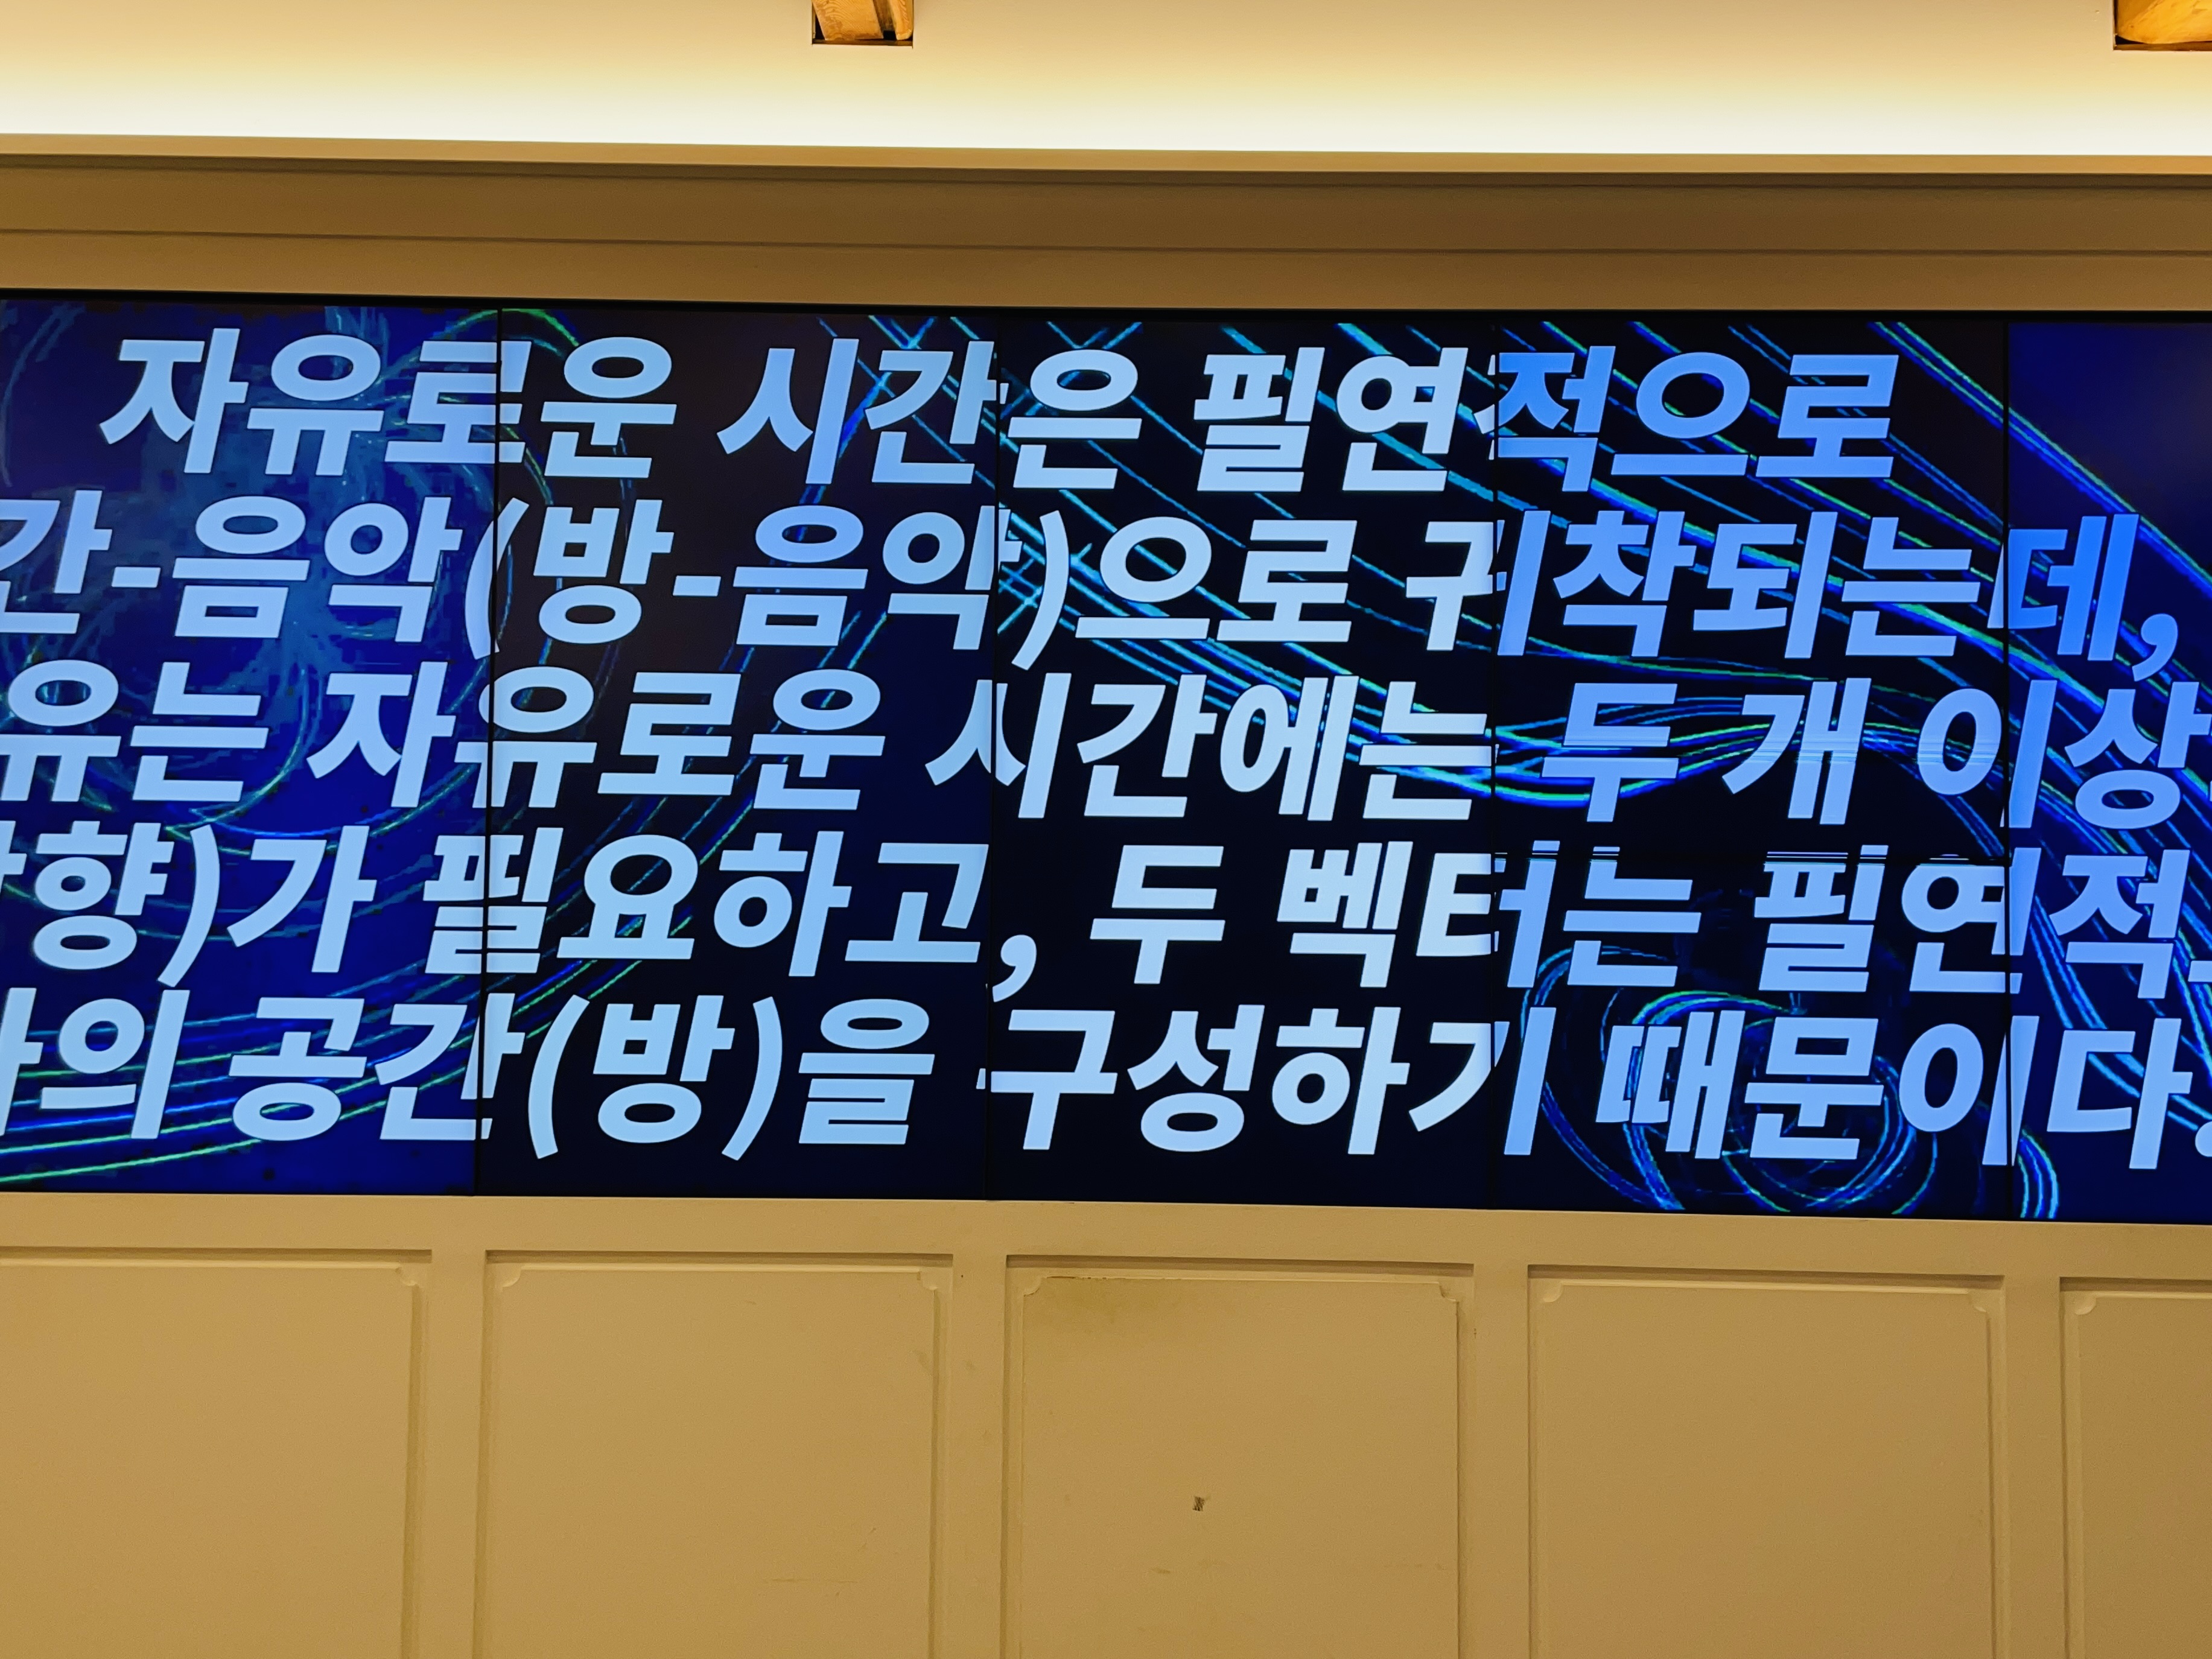 자유로운 시간은 필연적으로
간-음악(방-음악)으로 귀착되는데,
유는 자유로운 시간에는 두 개 이상
향)가 필요하고, 두 벡터는 필연적
의 공간(방)을 구성하기 때문이다.